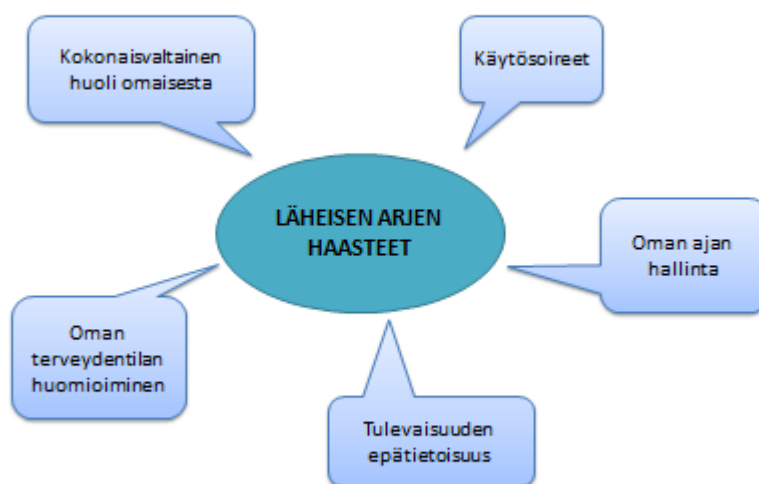 Kokonaisvaltainen
huoli omaisesta
Käytösoireet
LÄHEISEN ARJEN
HAASTEET
Oman ajan
hallinta
Oman
terveydentilan
huomioiminen
Tulevaisuuden
epätietoisuus